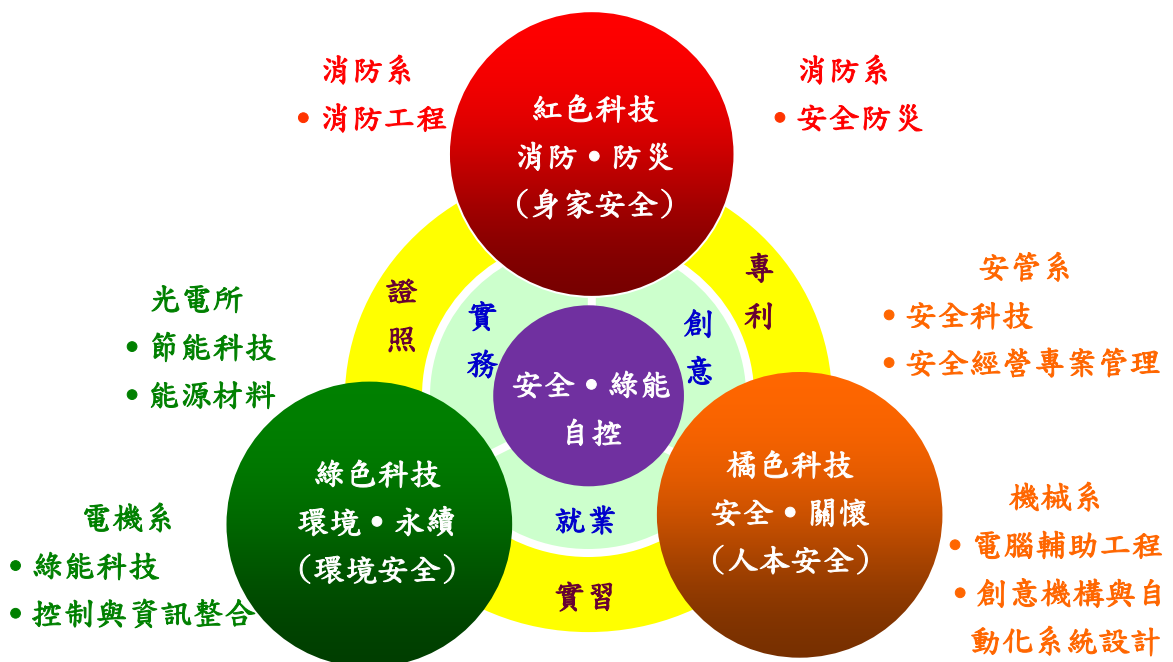 消防系
• 消防工程
紅色科技
消防•防災
(身家安全)
消防系
• 安全防災
證照
實務
創意
專利
光電所
• 節能科技
• 能源材料
安管系
• 安全科技
• 安全經營專案管理
安全•綠能
自控
綠色科技
環境•永續
(環境安全)
橘色科技
安全•關懷
(人本安全)
就業
實習
電機系
• 綠能科技
• 控制與資訊整合
機械系
• 電腦輔助工程
• 創意機構與自
動化系統設計